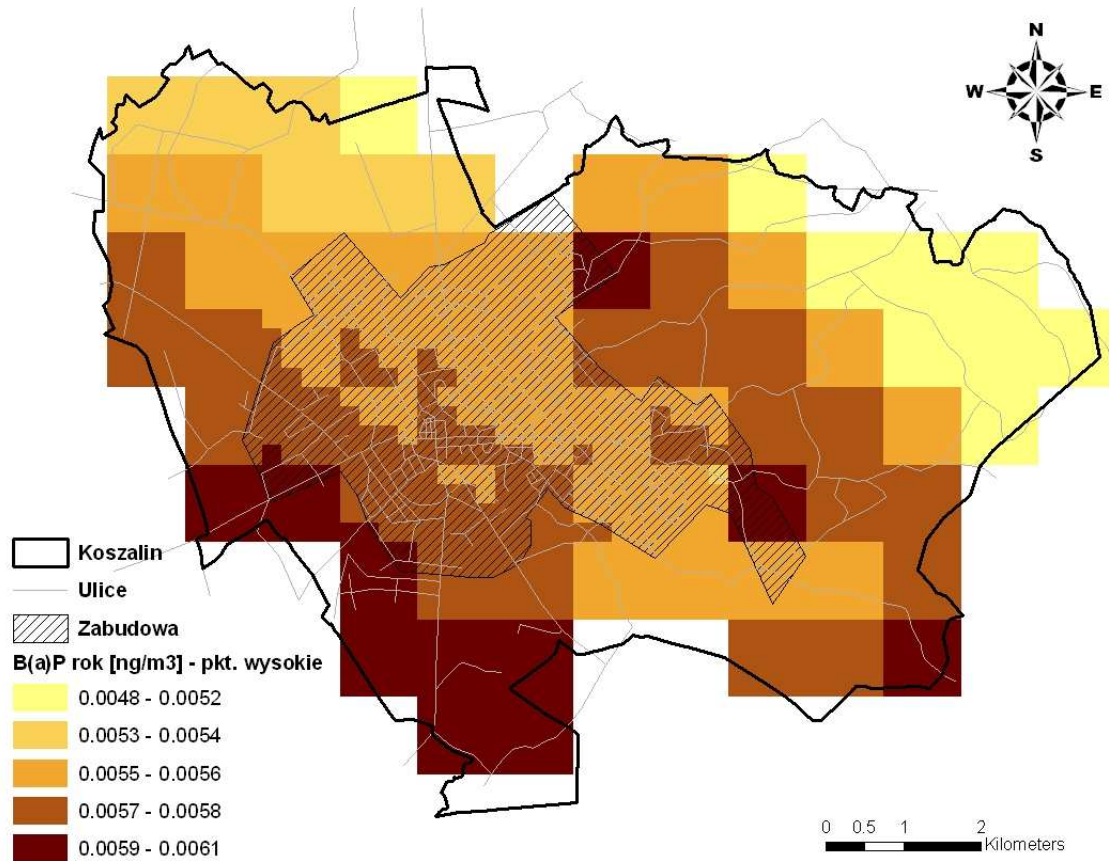 N
W E
S
Koszalin
Ulice
Zabudowa
B(a)P rok [ng/m3] - pkt. wysokie
0.0048 - 0.0052
0.0053 - 0.0054
0.0055 - 0.0056
0.0057 - 0.0058
0.0059 - 0.0061
0 0.5 1 2
Kilometers